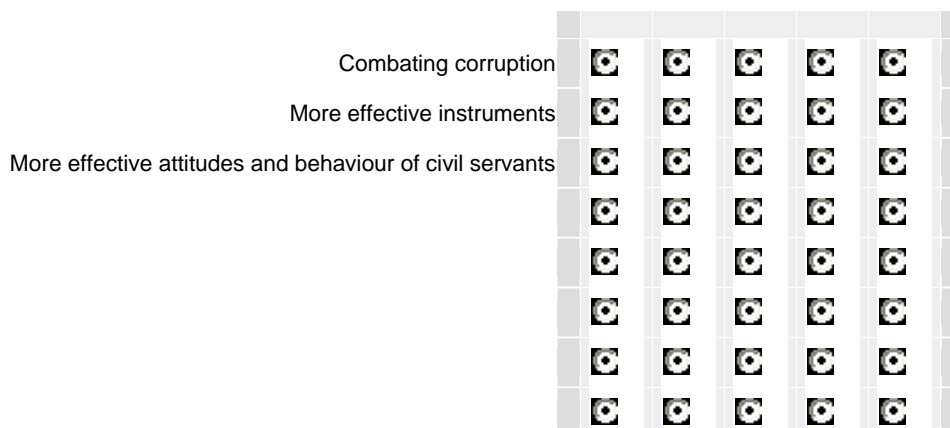 Combating corruption
More effective instruments
More effective attitudes and behaviour of civil servants